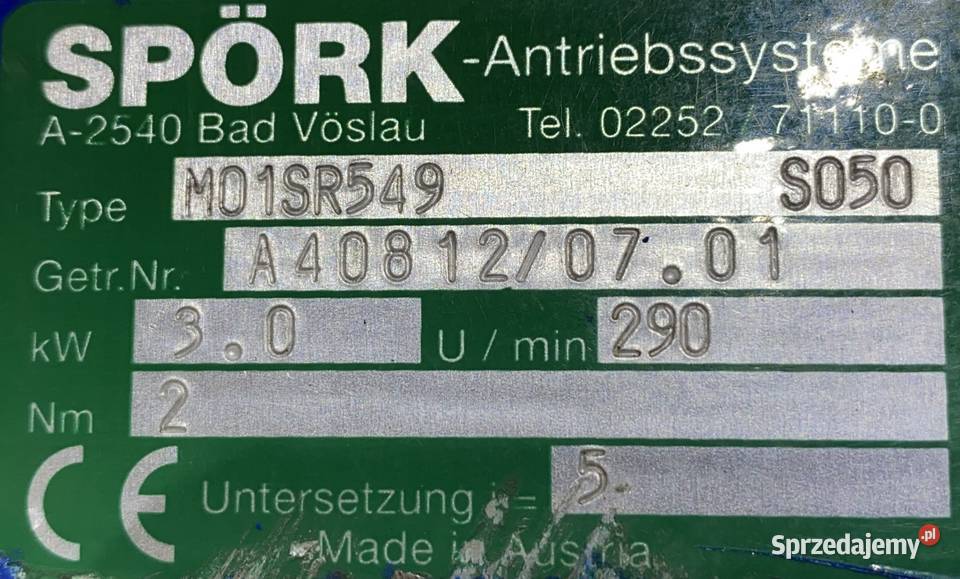 SPÖRK-Antriebssysteme
A-2540 Bad Vöslau Tel. 02252 / 71110-0
Type M01SR549 S050
Getr.Nr. A40812/07.01
kW 3.0 U / min 290
Nm 2
CE Untersetzung i = 5.
Made in Austria
Sprzedajemy.pl